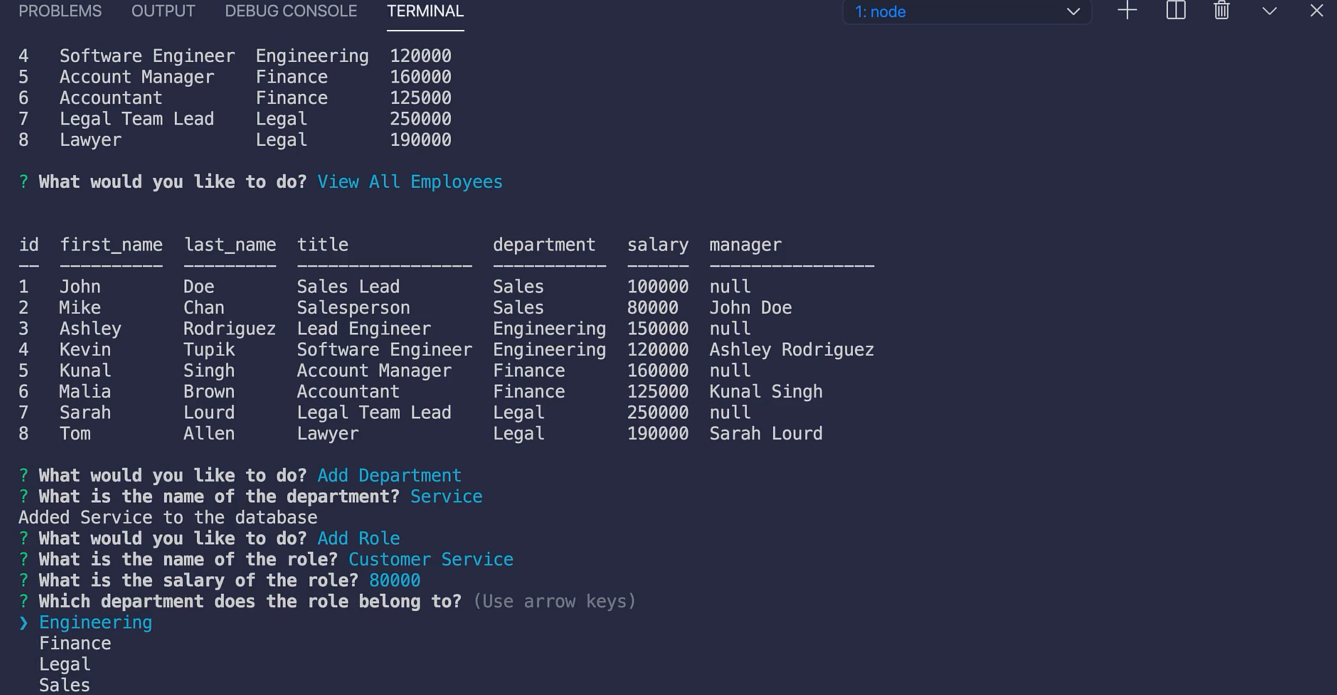 PROBLEMS OUTPUT DEBUG CONSOLE TERMINAL 1: node
4 Software Engineer Engineering 120000
5 Account Manager Finance 160000
6 Accountant Finance 125000
7 Legal Team Lead Legal 250000
8 Lawyer Legal 190000
? What would you like to do? View All Employees
id first_name last_name title department salary manager
-- ---------- --------- ----------------- ----------- ------ ----------------
1 John Doe Sales Lead Sales 100000 null
2 Mike Chan Salesperson Sales 80000 John Doe
3 Ashley Rodriguez Lead Engineer Engineering 150000 null
4 Kevin Tupik Software Engineer Engineering 120000 Ashley Rodriguez
5 Kunal Singh Account Manager Finance 160000 null
6 Malia Brown Accountant Finance 125000 Kunal Singh
7 Sarah Lourd Legal Team Lead Legal 250000 null
8 Tom Allen Lawyer Legal 190000 Sarah Lourd
? What would you like to do? Add Department
? What is the name of the department? Service
Added Service to the database
? What would you like to do? Add Role
? What is the name of the role? Customer Service
? What is the salary of the role? 80000
? Which department does the role belong to? (Use arrow keys)
❯ Engineering
Finance
Legal
Sales